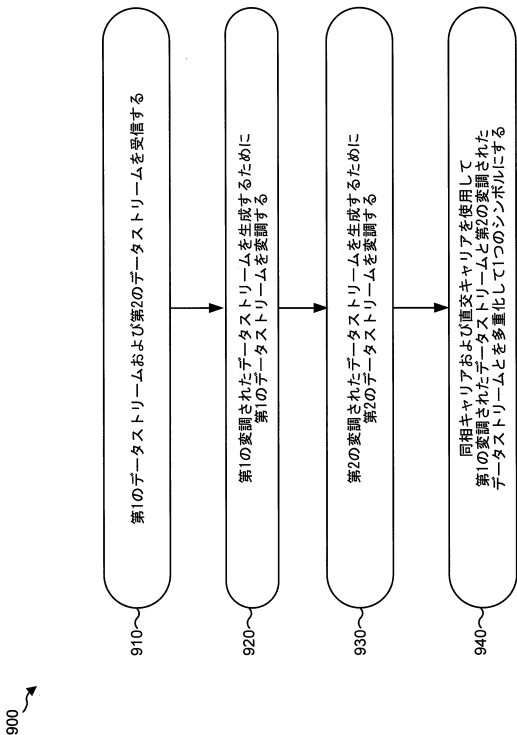 900
910
第1のデータストリームおよび第2のデータストリームを受信する
920
第1の変調されたデータストリームを生成するために
第1のデータストリームを変調する
930
第2の変調されたデータストリームを生成するために
第2のデータストリームを変調する
940
同相キャリアおよび直交キャリアを使用して
第1の変調されたデータストリームと第2の変調された
データストリームとを多重化して1つのシンボルにする